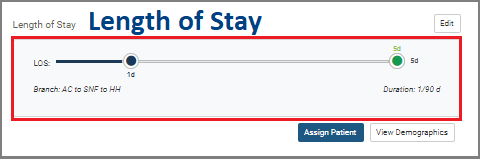 Length of Stay Length of Stay Edit
5d
LOS: 5d
1d
Branch: AC to SNF to HH Duration: 1/90 d
Assign Patient View Demographics